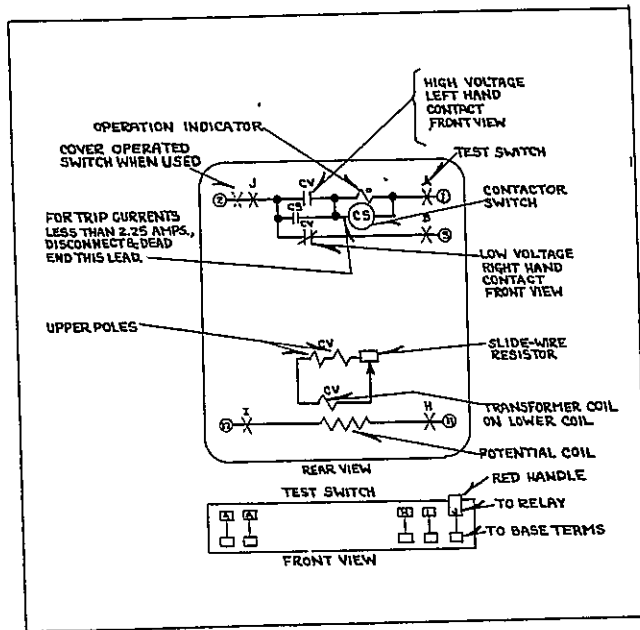 HIGH VOLTAGE
LEFT HAND
CONTACT
FRONT VIEW
OPERATION INDICATOR
COVER OPERATED
SWITCH WHEN USED
TEST SWITCH
2
J
CV
A
1
CONTACTOR
SWITCH
CS
CS
FOR TRIP CURRENTS
LESS THAN 2.25 AMPS.,
DISCONNECT & DEAD
END THIS LEAD.
CV
B
LOW VOLTAGE
RIGHT HAND
CONTACT
FRONT VIEW
UPPER POLES
CV
SLIDE-WIRE
RESISTOR
CV
TRANSFORMER COIL
ON LOWER COIL
I
H
POTENTIAL COIL
REAR VIEW
RED HANDLE
TEST SWITCH
TO RELAY
H
I
J
TO BASE TERMS
FRONT VIEW